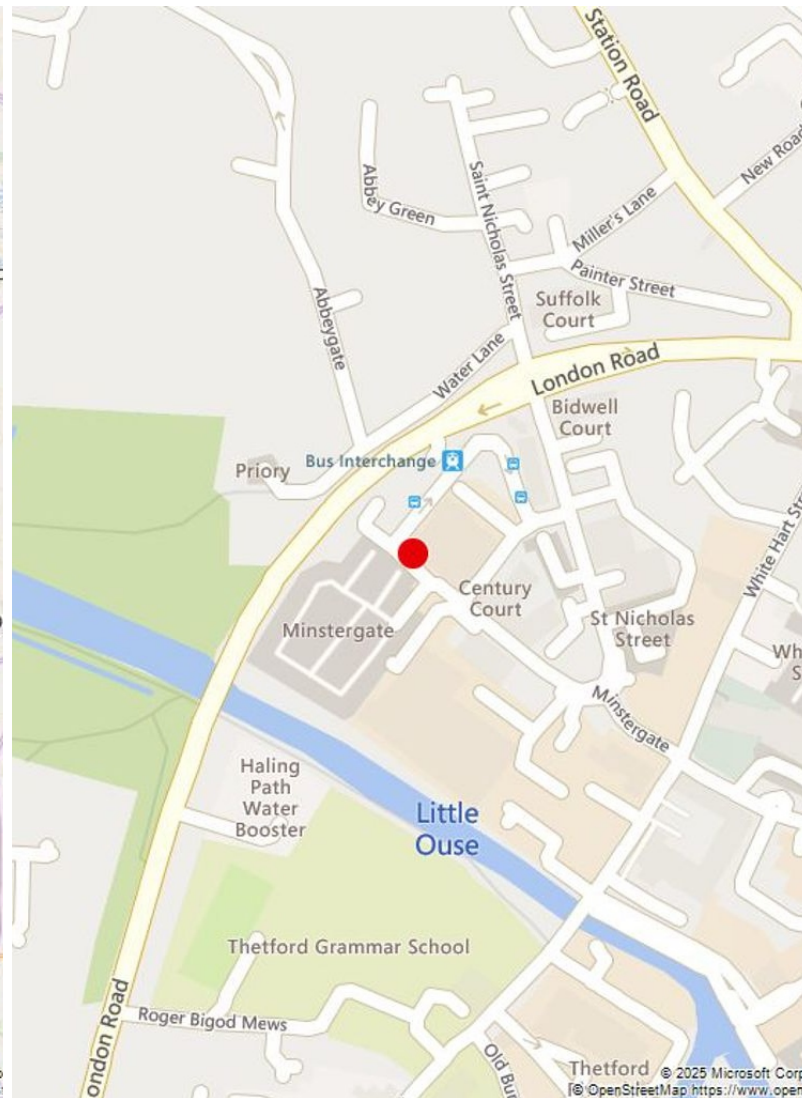 Station Road
New Road
Saint Nicholas Street
Abbey Green
Miller's Lane
Painter Street
Suffolk
Court
Abbeygate
Water Lane
London Road
Bidwell
Court
Bus Interchange
Priory
White Hart
Century
Court
Minstergate
St Nicholas
Street
Minstergate
Haling
Path
Water
Booster
Little
Ouse
Thetford Grammar School
Roger Bigod Mews
London Road
Old
Thetford
© 2025 Microsoft Corp
© OpenStreetMap https://www.open